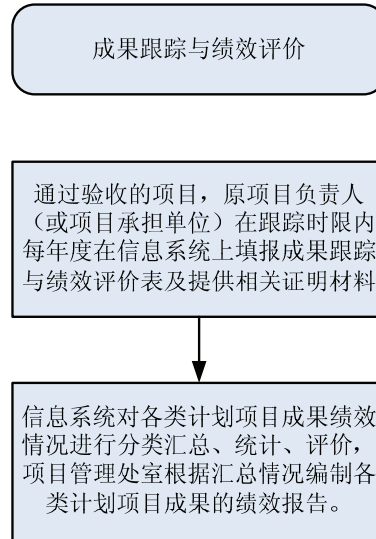 成果跟踪与绩效评价
通过验收的项目，原项目负责人
（或项目承担单位）在跟踪时限内
每年度在信息系统上填报成果跟踪
与绩效评价表及提供相关证明材料
信息系统对各类计划项目成果绩效
情况进行分类汇总、统计、评价，
项目管理处室根据汇总情况编制各
类计划项目成果的绩效报告。